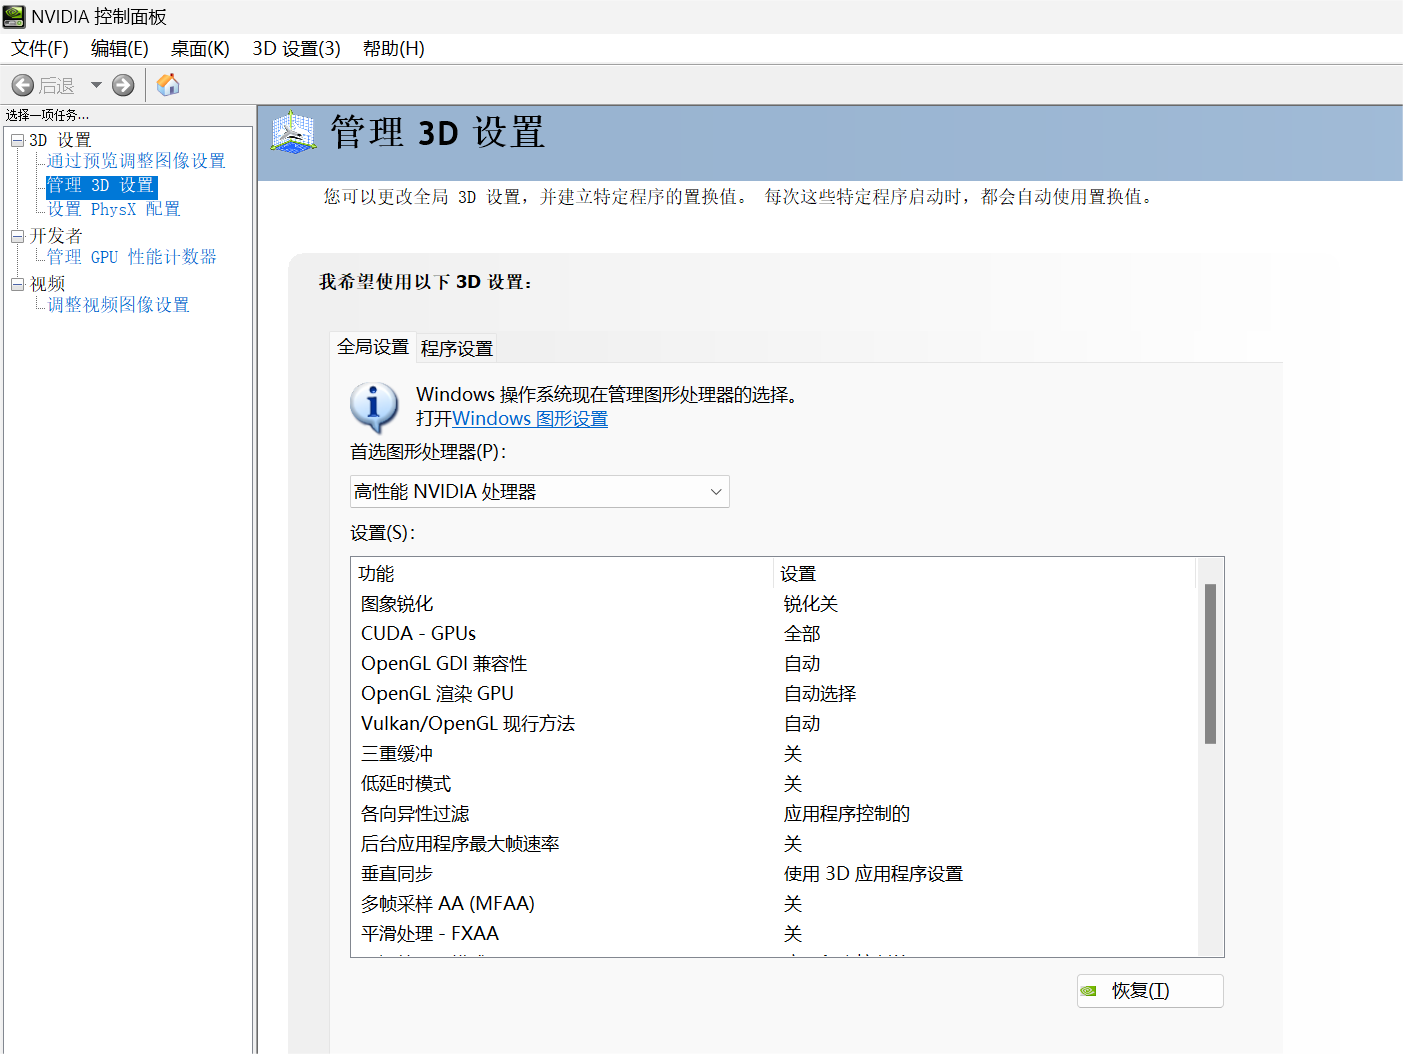 NVIDIA 控制面板
文件(F) 编辑(E) 桌面(K) 3D 设置(3) 帮助(H)
后退
选择一项任务...
3D 设置
通过预览调整图像设置
管理 3D 设置
设置 PhysX 配置
开发者
管理 GPU 性能计数器
视频
调整视频图像设置
管理 3D 设置
您可以更改全局 3D 设置，并建立特定程序的置换值。 每次这些特定程序启动时，都会自动使用置换值。
我希望使用以下 3D 设置：
全局设置 程序设置
Windows 操作系统现在管理图形处理器的选择。
打开Windows 图形设置
首选图形处理器(P)：
高性能 NVIDIA 处理器
设置(S)：
功能 设置
图象锐化 锐化关
CUDA - GPUs 全部
OpenGL GDI 兼容性 自动
OpenGL 渲染 GPU 自动选择
Vulkan/OpenGL 现行方法 自动
三重缓冲 关
低延时模式 关
各向异性过滤 应用程序控制的
后台应用程序最大帧速率 关
垂直同步 使用 3D 应用程序设置
多帧采样 AA (MFAA) 关
平滑处理 - FXAA 关
恢复(T)